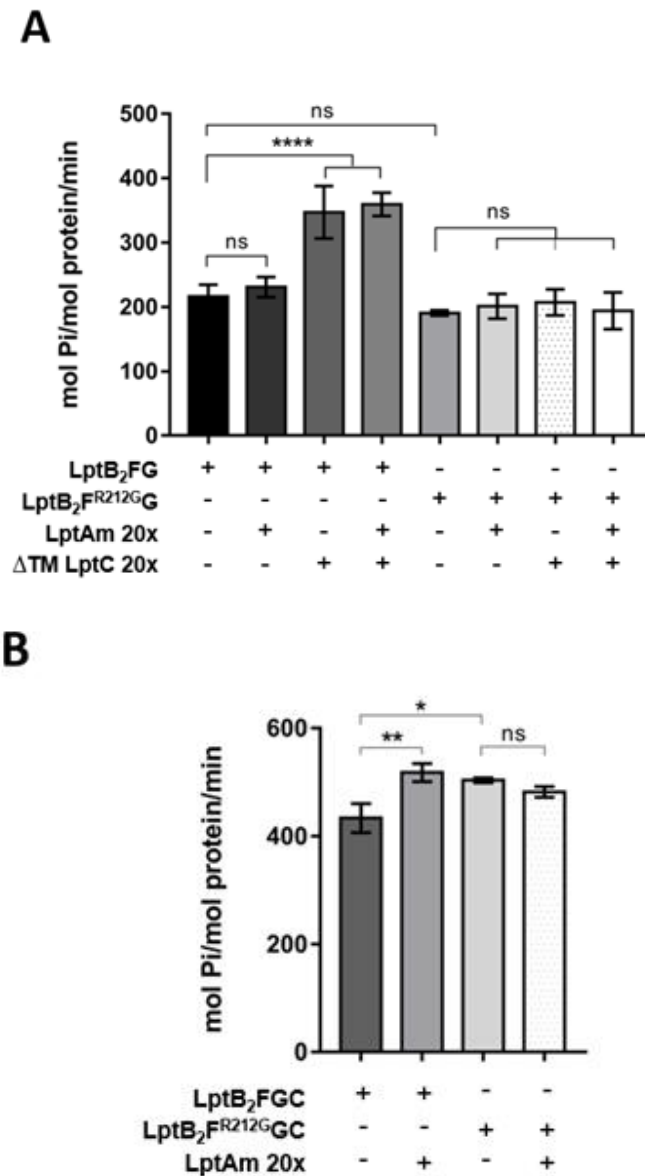 A
mol Pi/mol protein/min
500
400
300
200
100
0
ns
****
ns
ns
LptB₂FG + + + + - - - -
LptB₂Fᴿ²¹²ᴳG - - - - + + + +
LptAm 20x - + - + - + - +
ΔTM LptC 20x - - + + - - + +
B
mol Pi/mol protein/min
600
400
200
0
*
**
ns
LptB₂FGC + + - -
LptB₂Fᴿ²¹²ᴳGC - - + +
LptAm 20x - + - +